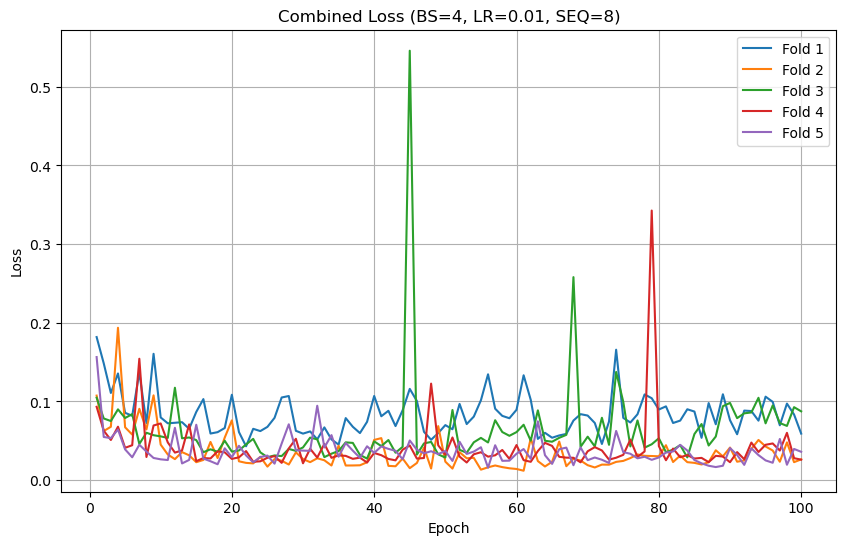 Combined Loss (BS=4, LR=0.01, SEQ=8)
Fold 1
Fold 2
Fold 3
Fold 4
Fold 5
Loss
0.5
0.4
0.3
0.2
0.1
0.0
0
20
40
60
80
100
Epoch